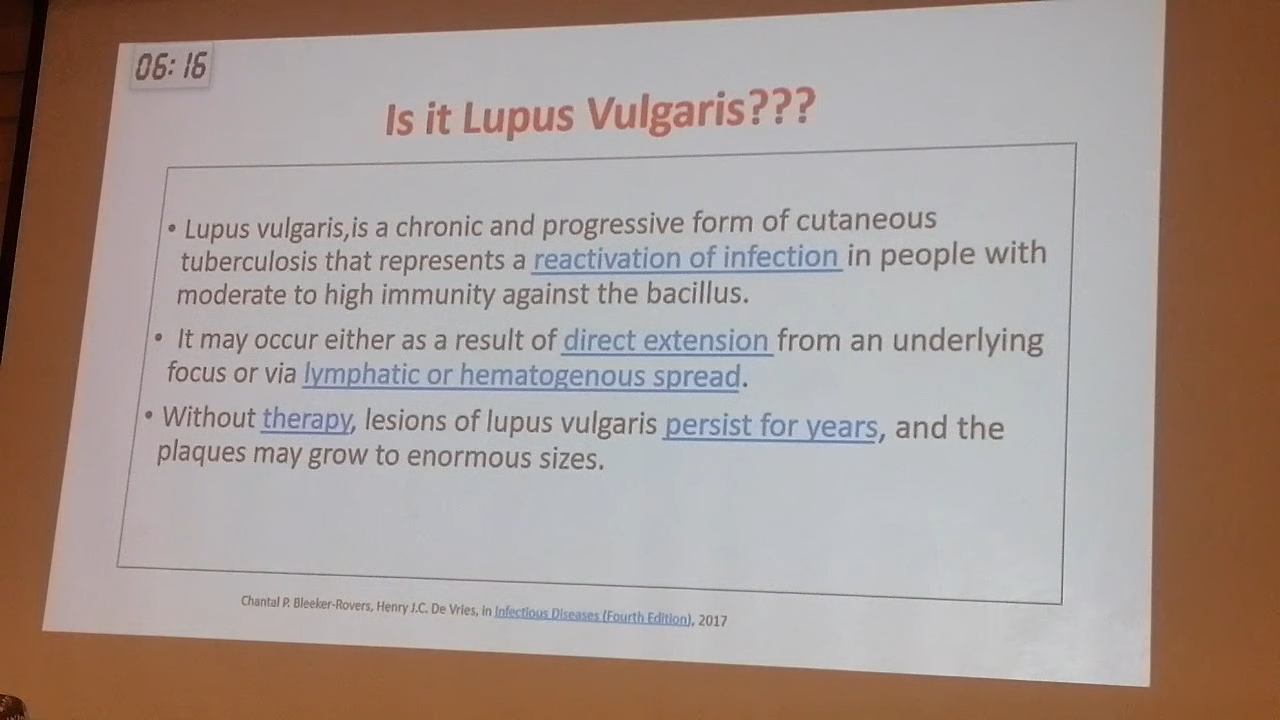 06:16
Is it Lupus Vulgaris???
• Lupus vulgaris,is a chronic and progressive form of cutaneous
tuberculosis that represents a reactivation of infection in people with
moderate to high immunity against the bacillus.
• It may occur either as a result of direct extension from an underlying
focus or via lymphatic or hematogenous spread.
• Without therapy, lesions of lupus vulgaris persist for years, and the
plaques may grow to enormous sizes.
Chantal P. Bleeker-Rovers, Henry J.C. De Vries, in Infectious Diseases (Fourth Edition), 2017